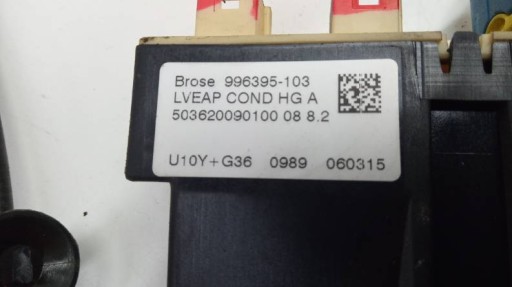 Brose 996395-103
LVEAP COND HG A
503620090100 08 8.2
U10Y+G36 0989 060315